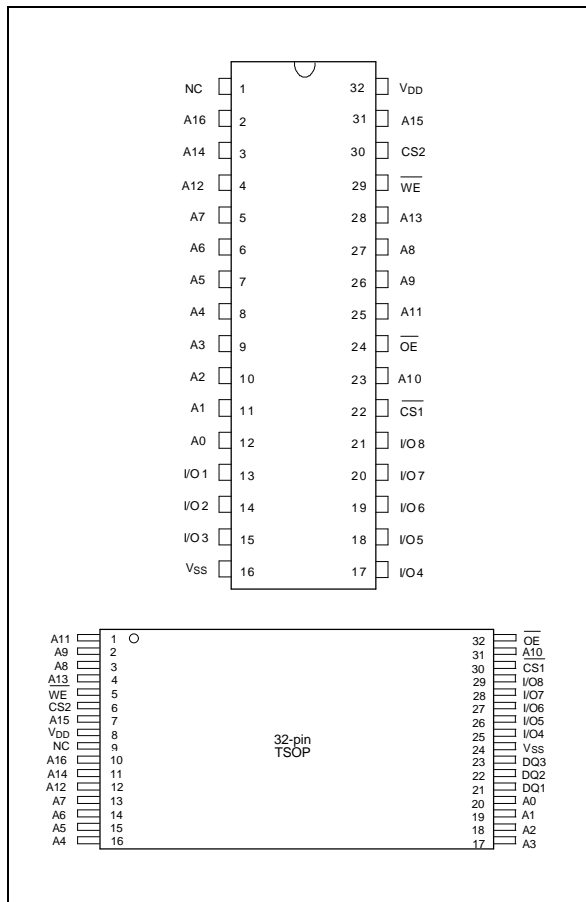 NC 1 32 VDD
A16 2 31 A15
A14 3 30 CS2
A12 4 29 WE
A7 5 28 A13
A6 6 27 A8
A5 7 26 A9
A4 8 25 A11
A3 9 24 OE
A2 10 23 A10
A1 11 22 CS1
A0 12 21 I/O8
I/O1 13 20 I/O7
I/O2 14 19 I/O6
I/O3 15 18 I/O5
VSS 16 17 I/O4
A11 1 32 OE
A9 2 31 A10
A8 3 30 CS1
A13 4 29 I/O8
WE 5 28 I/O7
CS2 6 27 I/O6
A15 7 26 I/O5
VDD 8 25 I/O4
NC 9 24 VSS
A16 10 23 DQ3
A14 11 22 DQ2
A12 12 21 DQ1
A7 13 20 A0
A6 14 19 A1
A5 15 18 A2
A4 16 17 A3
32-pin
TSOP